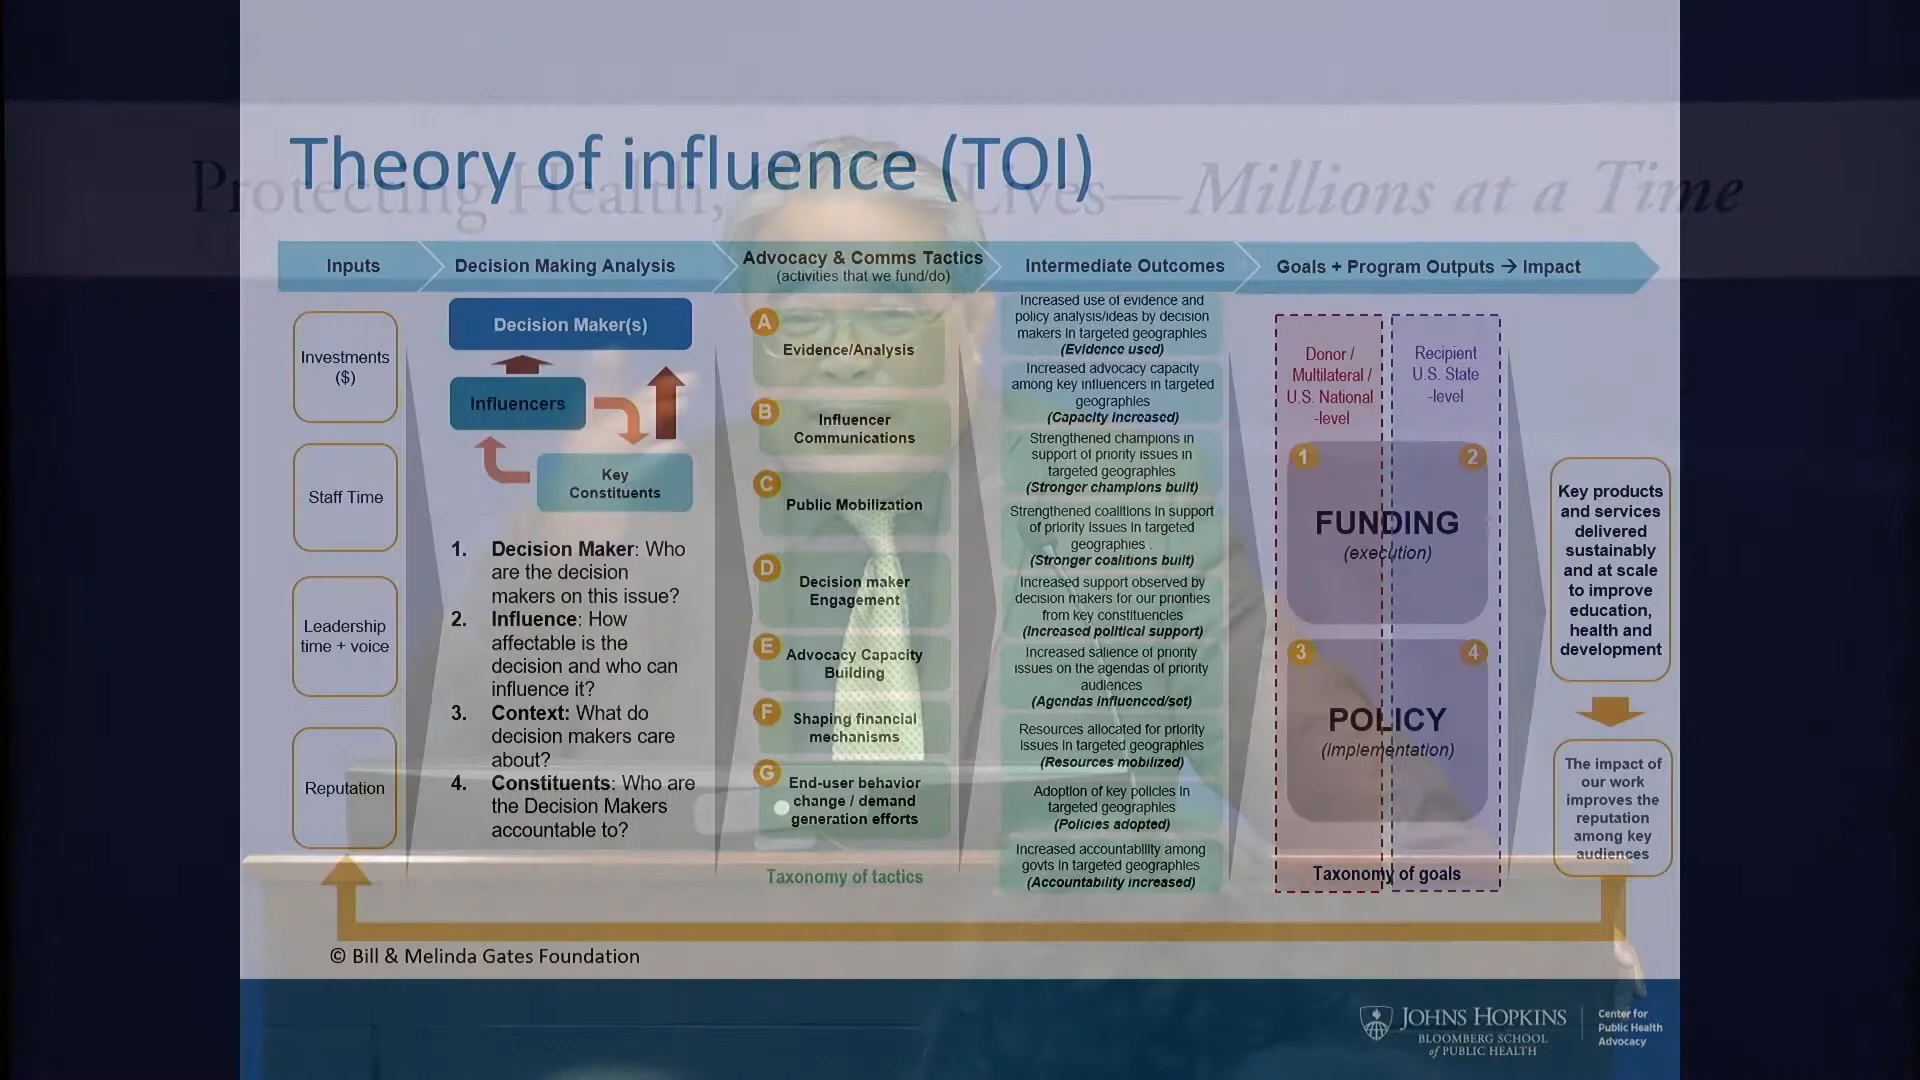 Theory of influence (TOI)
Protecting Health, Lives—Millions at a Time
Inputs
Decision Making Analysis
Advocacy & Comms Tactics
(activities that we fund/do)
Intermediate Outcomes
Goals + Program Outputs → Impact
Investments
($)
Staff Time
Leadership
time + voice
Reputation
Decision Maker(s)
Influencers
Key
Constituents
1. Decision Maker: Who
are the decision
makers on this issue?
2. Influence: How
affectable is the
decision and who can
influence it?
3. Context: What do
decision makers care
about?
4. Constituents: Who are
the Decision Makers
accountable to?
A
Evidence/Analysis
B
Influencer
Communications
C
Public Mobilization
D
Decision maker
Engagement
E
Advocacy Capacity
Building
F
Shaping financial
mechanisms
G
End-user behavior
change / demand
generation efforts
Taxonomy of tactics
Increased use of evidence and
policy analysis/ideas by decision
makers in targeted geographies
(Evidence used)
Increased advocacy capacity
among key influencers in targeted
geographies
(Capacity increased)
Strengthened champions in
support of priority issues in
targeted geographies
(Stronger champions built)
Strengthened coalitions in support
of priority issues in targeted
geographies .
(Stronger coalitions built)
Increased support observed by
decision makers for our priorities
from key constituencies
(Increased political support)
Increased salience of priority
issues on the agendas of priority
audiences
(Agendas influenced/set)
Resources allocated for priority
issues in targeted geographies
(Resources mobilized)
Adoption of key policies in
targeted geographies
(Policies adopted)
Increased accountability among
govts in targeted geographies
(Accountability increased)
Donor /
Multilateral /
U.S. National
-level
Recipient
U.S. State
-level
1
2
FUNDING
(execution)
3
4
POLICY
(implementation)
Taxonomy of goals
Key products
and services
delivered
sustainably
and at scale
to improve
education,
health and
development
The impact of
our work
improves the
reputation
among key
audiences
© Bill & Melinda Gates Foundation
JOHNS HOPKINS
BLOOMBERG SCHOOL
of PUBLIC HEALTH
Center for
Public Health
Advocacy